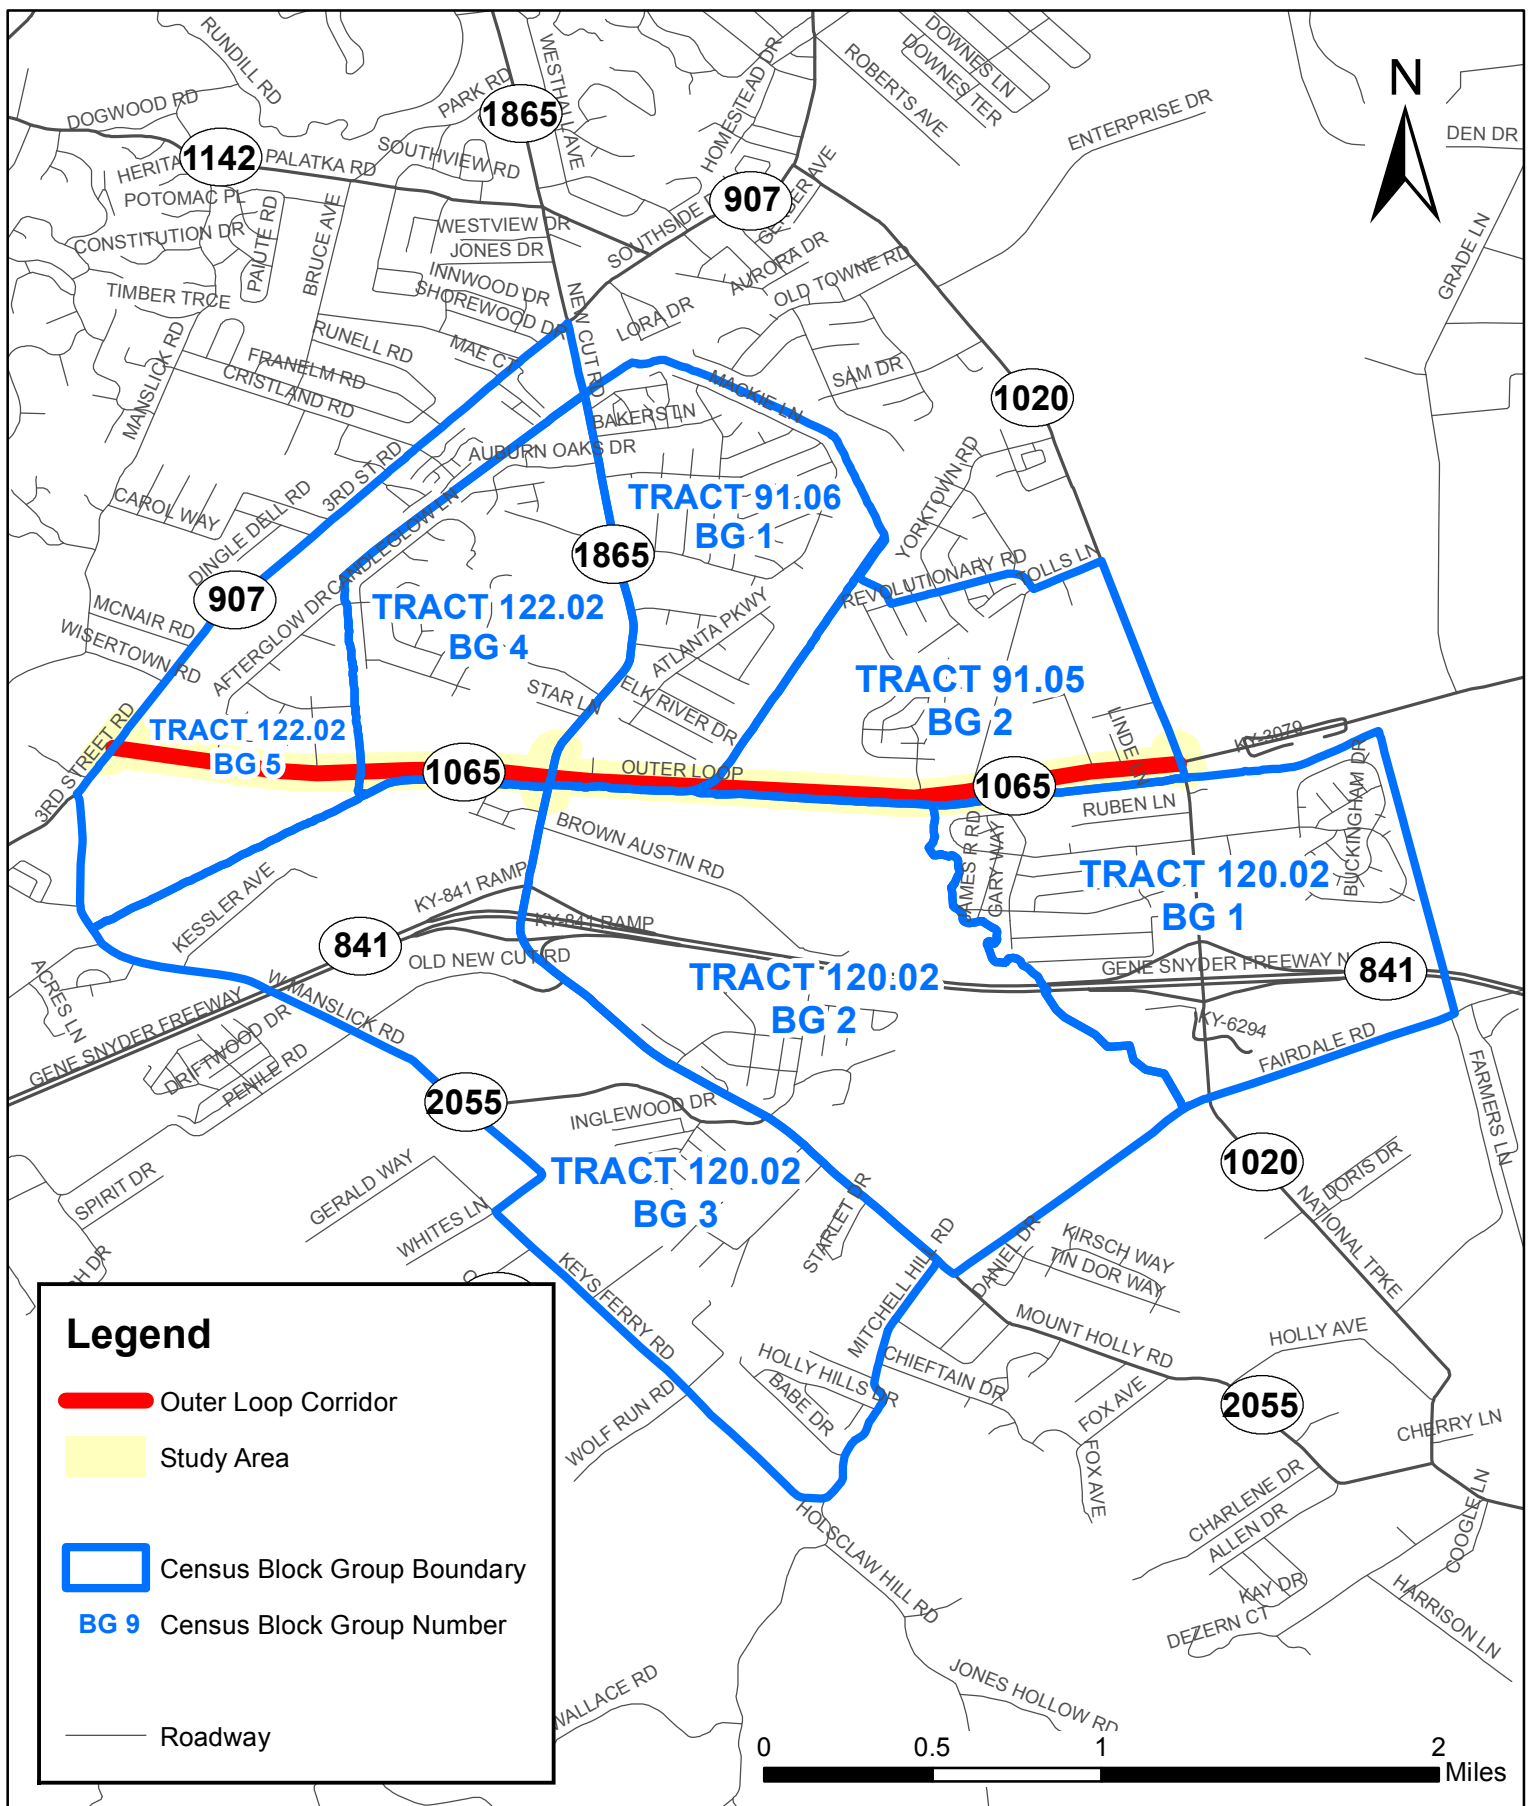 RUNDILL RD
DOGWOOD RD
PARK RD
1865
WESTHALL AVE
HOMESTEAD DR
ROBERTS AVE
DOWNES LN
DOWNES TER
ENTERPRISE DR
N
DEN DR
1142
PALATKA RD
SOUTHVIEW RD
POTOMAC PL
CONSTITUTION DR
PAIUTE RD
BRUCE AVE
WESTVIEW DR
JONES DR
907
AURORA DR
OLD TOWNE RD
GRADE LN
INNWOOD DR
SHOREWOOD DR
NEW CUT RD
LORA DR
TIMBER TRCE
MANSLICK RD
RUNELL RD
MAE CT
FRANELM RD
CRISTLAND RD
MACKIE LN
SAM DR
1020
BAKERS LN
AUBURN OAKS DR
3RD ST RD
CAROL WAY
DINGLE DELL RD
TRACT 91.06
BG 1
YORKTOWN RD
1865
CANDLEGLOW LN
AFTERGLOW DR
907
MCNAIR RD
WISERTOWN RD
TRACT 122.02
BG 4
REVOLUTIONARY RD
TOLLS LN
ATLANTA PKWY
STAR LN
ELK RIVER DR
TRACT 91.05
BG 2
LINDE LN
3RD STREET RD
TRACT 122.02
BG 5
1065
OUTER LOOP
1065
KY-3079
RUBEN LN
BUCKINGHAM DR
BROWN AUSTIN RD
JAMES R RD
GARY WAY
TRACT 120.02
BG 1
KESSLER AVE
KY-841 RAMP
KY-841 RAMP
841
OLD NEW CUT RD
ACRES LN
W MANSLICK RD
GENE SNYDER FREEWAY
TRACT 120.02
BG 2
GENE SNYDER FREEWAY N
841
KY-6294
FAIRDALE RD
DRIFTWOOD DR
PENILE RD
FARMERS LN
2055
INGLEWOOD DR
SPIRIT DR
GERALD WAY
WHITES LN
TRACT 120.02
BG 3
STARLET DR
1020
DORIS DR
NATIONAL TPKE
MITCHELL HILL RD
DANIEL DR
KIRSCH WAY
TIN DOR WAY
KEYS FERRY RD
MOUNT HOLLY RD
HOLLY AVE
HOLLY HILLS DR
CHIEFTAIN DR
BABE DR
WOLF RUN RD
FOX AVE
FOX AVE
2055
CHERRY LN
CHARLENE DR
ALLEN DR
COOGLE LN
HOLSCLAW HILL RD
KAY DR
DEZERN CT
HARRISON LN
WALLACE RD
JONES HOLLOW RD
Legend
Outer Loop Corridor
Study Area
Census Block Group Boundary
BG 9 Census Block Group Number
Roadway
0 0.5 1 2
Miles